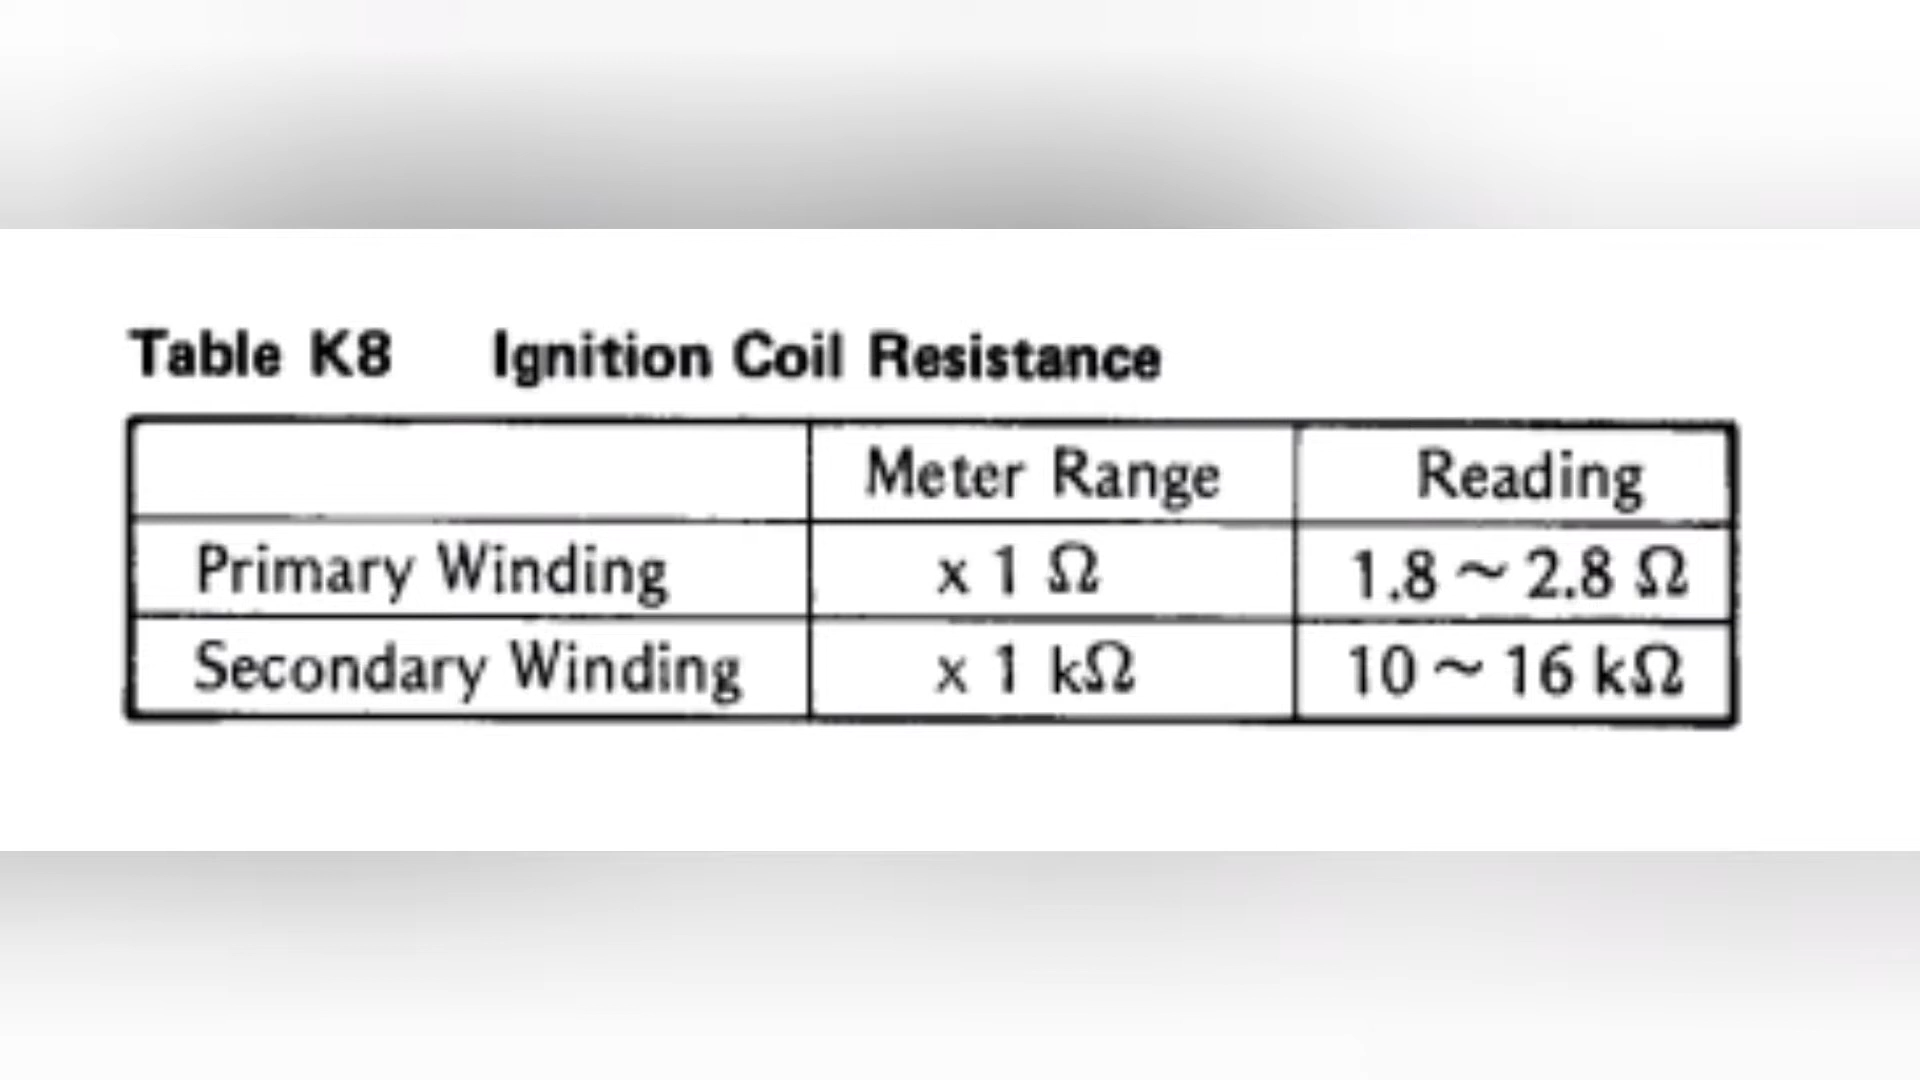 Table K8 Ignition Coil Resistance
Meter Range Reading
Primary Winding x 1 Ω 1.8 ~ 2.8 Ω
Secondary Winding x 1 kΩ 10 ~ 16 kΩ